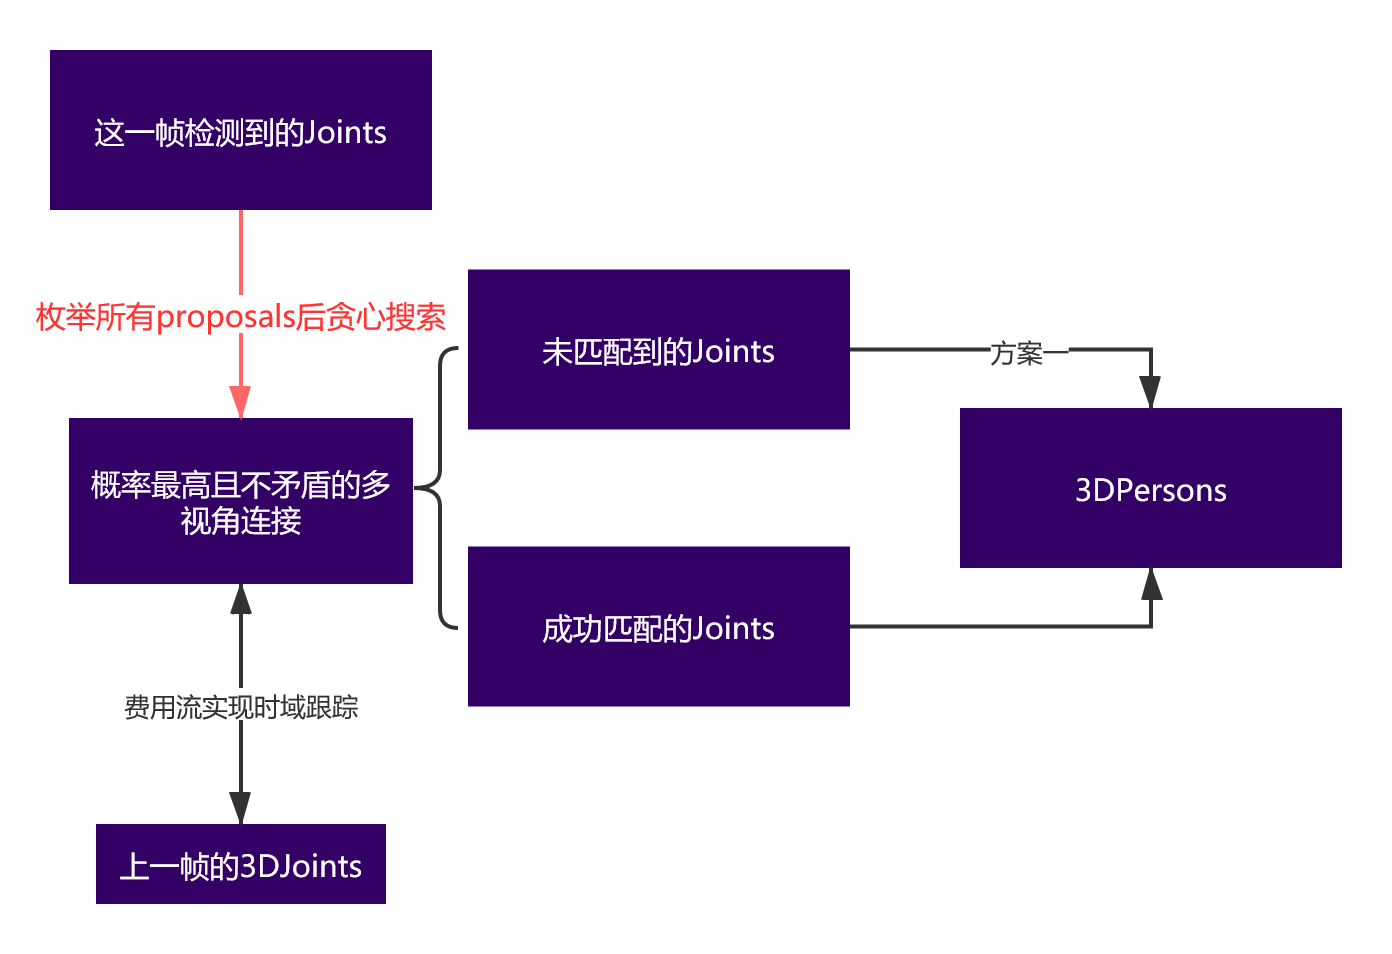 这一帧检测到的Joints
枚举所有proposals后贪心搜索
未匹配到的Joints
方案一
概率最高且不矛盾的多
视角连接
3DPersons
成功匹配的Joints
费用流实现时域跟踪
上一帧的3DJoints